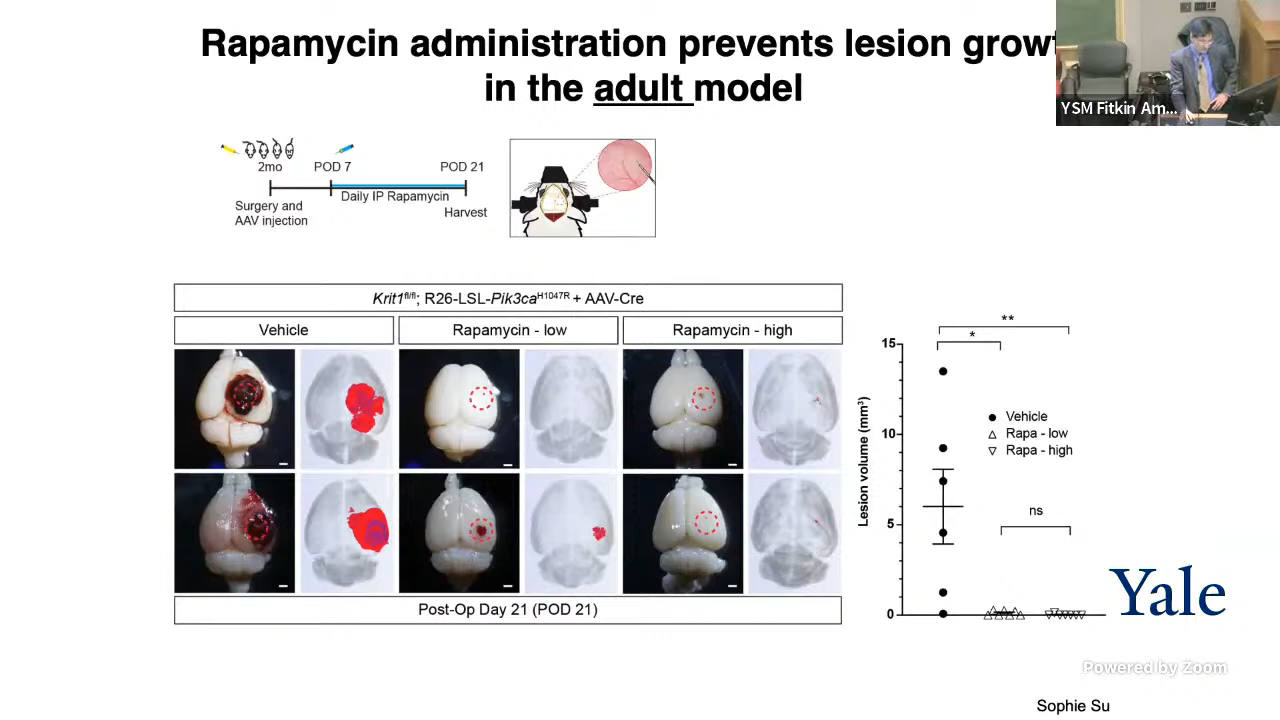 Rapamycin administration prevents lesion grow
in the adult model
YSM Fitkin Am...
2mo
POD 7
POD 21
Daily IP Rapamycin
Surgery and
AAV injection
Harvest
Krit1fl/fl; R26-LSL-Pik3caH1047R + AAV-Cre
Vehicle
Rapamycin - low
Rapamycin - high
Post-Op Day 21 (POD 21)
**
*
15
10
5
0
Lesion volume (mm³)
Vehicle
Rapa - low
Rapa - high
ns
Yale
Powered by Zoom
Sophie Su